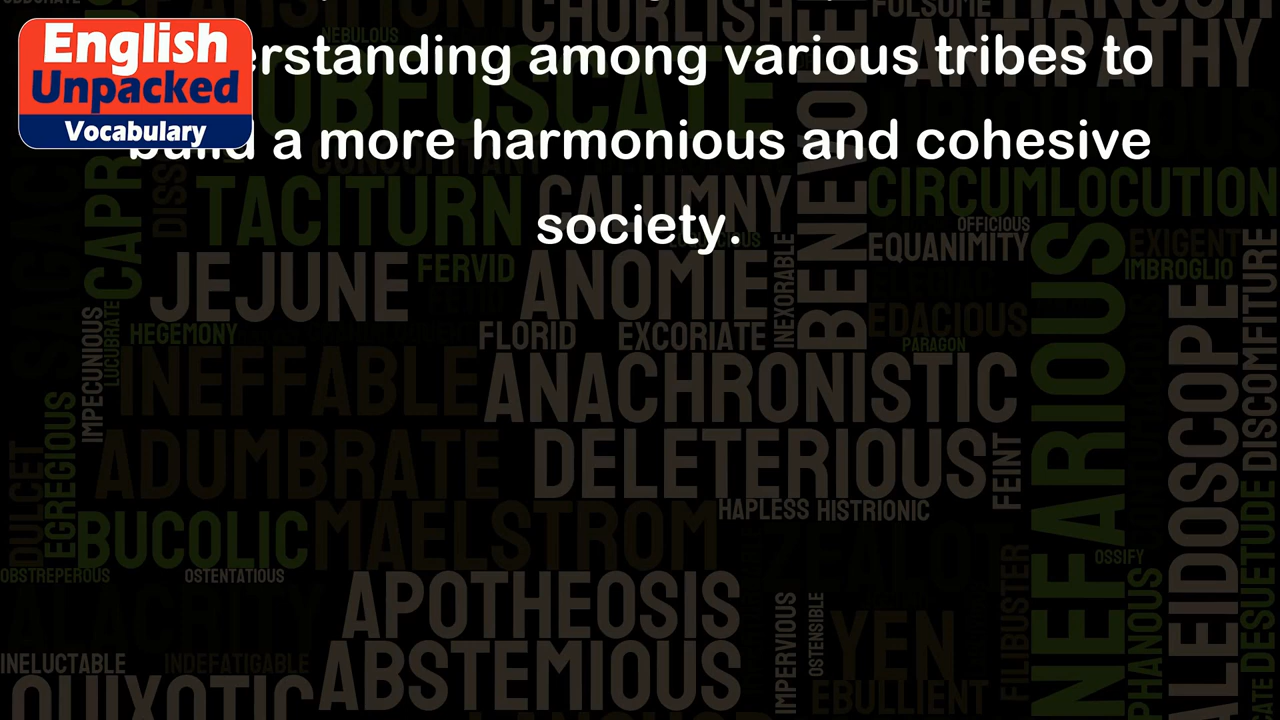 English
Unpacked
Vocabulary
erstanding among various tribes to
build a more harmonious and cohesive
society.
NEBULOUS
CHURLISH
FULSOME
ANTIPATHY
OBFUSCATE
TACITURN
CALUMNY
CIRCUMLOCUTION
OFFICIOUS
EQUANIMITY
EXIGENT
IMBROGLIO
JEJUNE
FERVID
ANOMIE
INEXORABLE
EDACIOUS
PARAGON
HEGEMONY
FLORID
EXCORIATE
IMPECUNIOUS
LUCUBRATE
INEFFABLE
ANACHRONISTIC
NEFARIOUS
DISCOMFITURE
DESUETUDE
ADUMBRATE
DELETERIOUS
FEINT
DULCET
EGREGIOUS
BUCOLIC
MAELSTROM
HAPLESS
HISTRIONIC
OSSIFY
OBSTREPEROUS
OSTENTATIOUS
APOTHEOSIS
IMPERVIOUS
OSTENSIBLE
YEN
FILIBUSTER
INELUCTABLE
INDEFATIGABLE
ABSTEMIOUS
EBULLIENT
QUIXOTIC